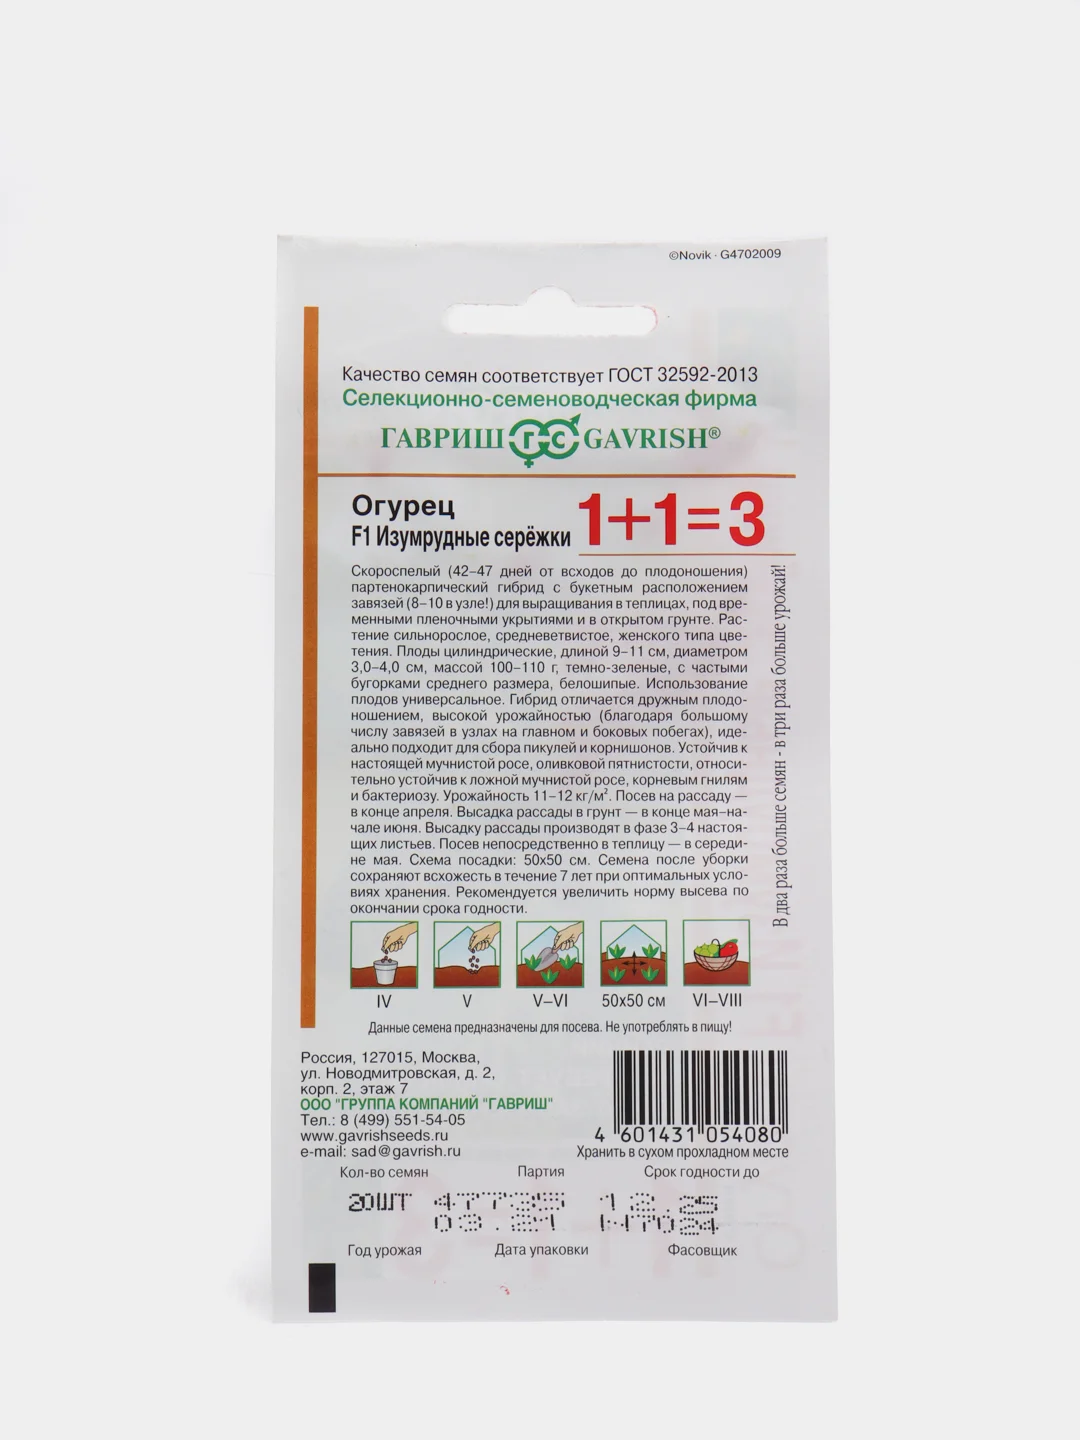 ©Novik · G4702009
Качество семян соответствует ГОСТ 32592-2013
Селекционно-семеноводческая фирма
ГАВРИШ ГС GAVRISH®
Огурец
F1 Изумрудные серёжки
1+1=3
Скороспелый (42–47 дней от всходов до плодоношения)
партенокарпический гибрид с букетным расположением
завязей (8–10 в узле!) для выращивания в теплицах, под вре-
менными пленочными укрытиями и в открытом грунте. Рас-
тение сильнорослое, средневетвистое, женского типа цве-
тения. Плоды цилиндрические, длиной 9–11 см, диаметром
3,0–4,0 см, массой 100–110 г, темно-зеленые, с частыми
бугорками среднего размера, белошипые. Использование
плодов универсальное. Гибрид отличается дружным плодо-
ношением, высокой урожайностью (благодаря большому
числу завязей в узлах на главном и боковых побегах), иде-
ально подходит для сбора пикулей и корнишонов. Устойчив к
настоящей мучнистой росе, оливковой пятнистости, относи-
тельно устойчив к ложной мучнистой росе, корневым гнилям
и бактериозу. Урожайность 11–12 кг/м². Посев на рассаду —
в конце апреля. Высадка рассады в грунт — в конце мая–на-
чале июня. Высадку рассады производят в фазе 3–4 настоя-
щих листьев. Посев непосредственно в теплицу — в середи-
не мая. Схема посадки: 50х50 см. Семена после уборки
сохраняют всхожесть в течение 7 лет при оптимальных усло-
виях хранения. Рекомендуется увеличить норму высева по
окончании срока годности.
В два раза больше семян - в три раза больше урожай!
IV V V–VI 50х50 см VI–VIII
Данные семена предназначены для посева. Не употреблять в пищу!
Россия, 127015, Москва,
ул. Новодмитровская, д. 2,
корп. 2, этаж 7
ООО "ГРУППА КОМПАНИЙ "ГАВРИШ"
Тел.: 8 (499) 551-54-05
www.gavrishseeds.ru
e-mail: sad@gavrish.ru
4 601431 054080
Хранить в сухом прохладном месте
Кол-во семян Партия Срок годности до
20ШТ 47735 12.25
03.21 №7024
Год урожая Дата упаковки Фасовщик